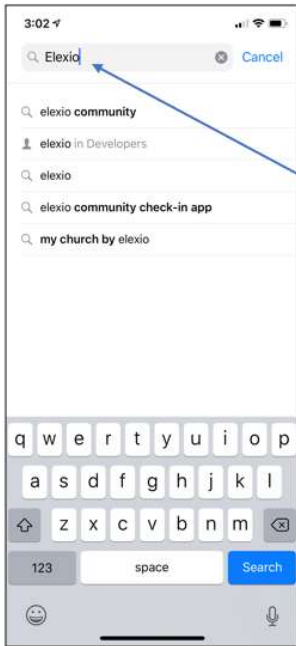 3:02
Elexio Cancel
elexio community
elexio in Developers
elexio
elexio community check-in app
my church by elexio
q w e r t y u i o p
a s d f g h j k l
z x c v b n m
123 space Search